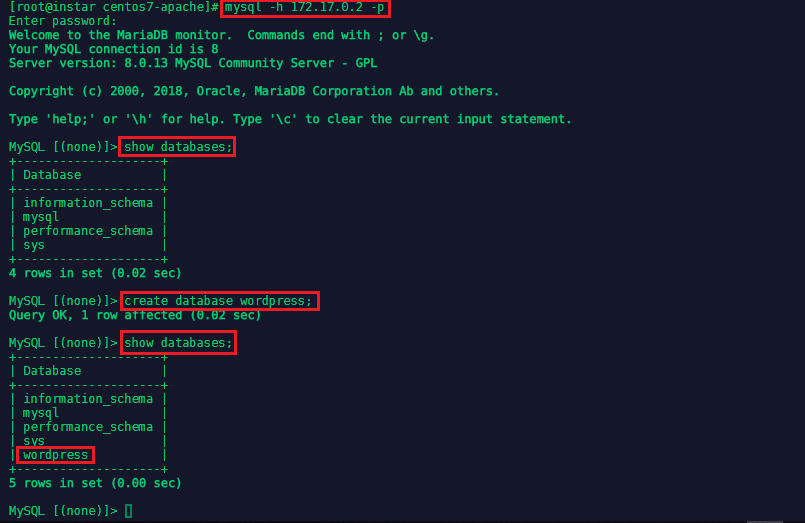 [root@instar centos7-apache]# mysql -h 172.17.0.2 -p
Enter password:
Welcome to the MariaDB monitor.  Commands end with ; or \g.
Your MySQL connection id is 8
Server version: 8.0.13 MySQL Community Server - GPL
Copyright (c) 2000, 2018, Oracle, MariaDB Corporation Ab and others.
Type 'help;' or '\h' for help. Type '\c' to clear the current input statement.
MySQL [(none)]> show databases;
+--------------------+
| Database           |
+--------------------+
| information_schema |
| mysql              |
| performance_schema |
| sys                |
+--------------------+
4 rows in set (0.02 sec)
MySQL [(none)]> create database wordpress;
Query OK, 1 row affected (0.02 sec)
MySQL [(none)]> show databases;
+--------------------+
| Database           |
+--------------------+
| information_schema |
| mysql              |
| performance_schema |
| sys                |
| wordpress          |
+--------------------+
5 rows in set (0.00 sec)
MySQL [(none)]>